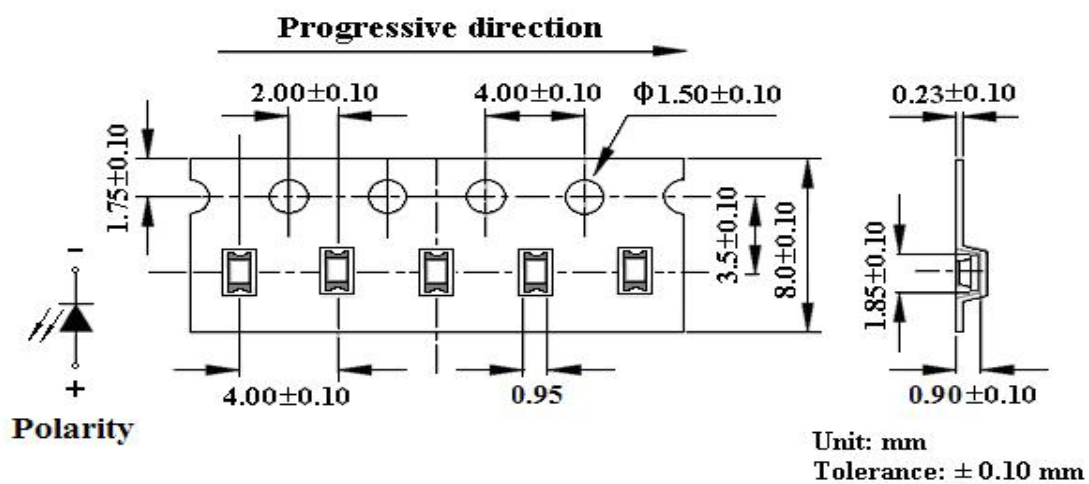 Progressive direction
2.00±0.10
4.00±0.10
ϕ1.50±0.10
0.23±0.10
1.75±0.10
3.5±0.10
8.0±0.10
1.85±0.10
-
+
Polarity
4.00±0.10
0.95
0.90±0.10
Unit: mm
Tolerance: ± 0.10 mm